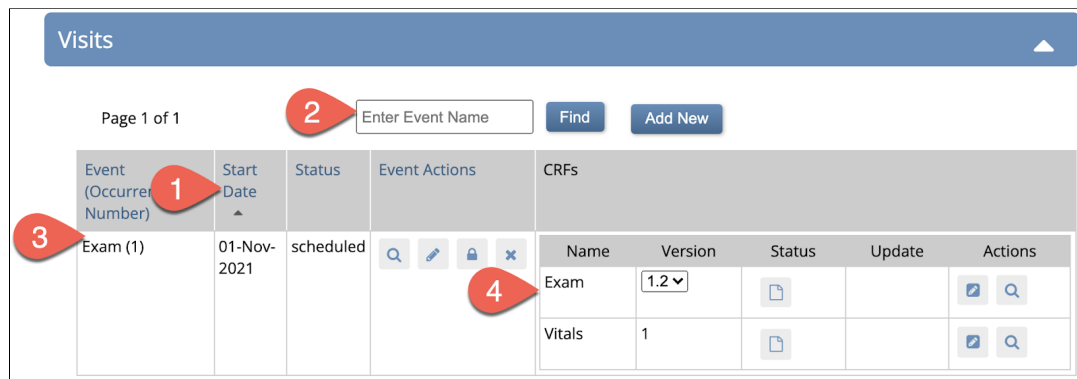 Visits
Page 1 of 1
2
Enter Event Name
Find
Add New
Event
(Occurren
Number)
1
Start
Date
Status
Event Actions
CRFs
3
Exam (1)
01-Nov-
2021
scheduled
Name
Version
Status
Update
Actions
4
Exam
1.2
Vitals
1